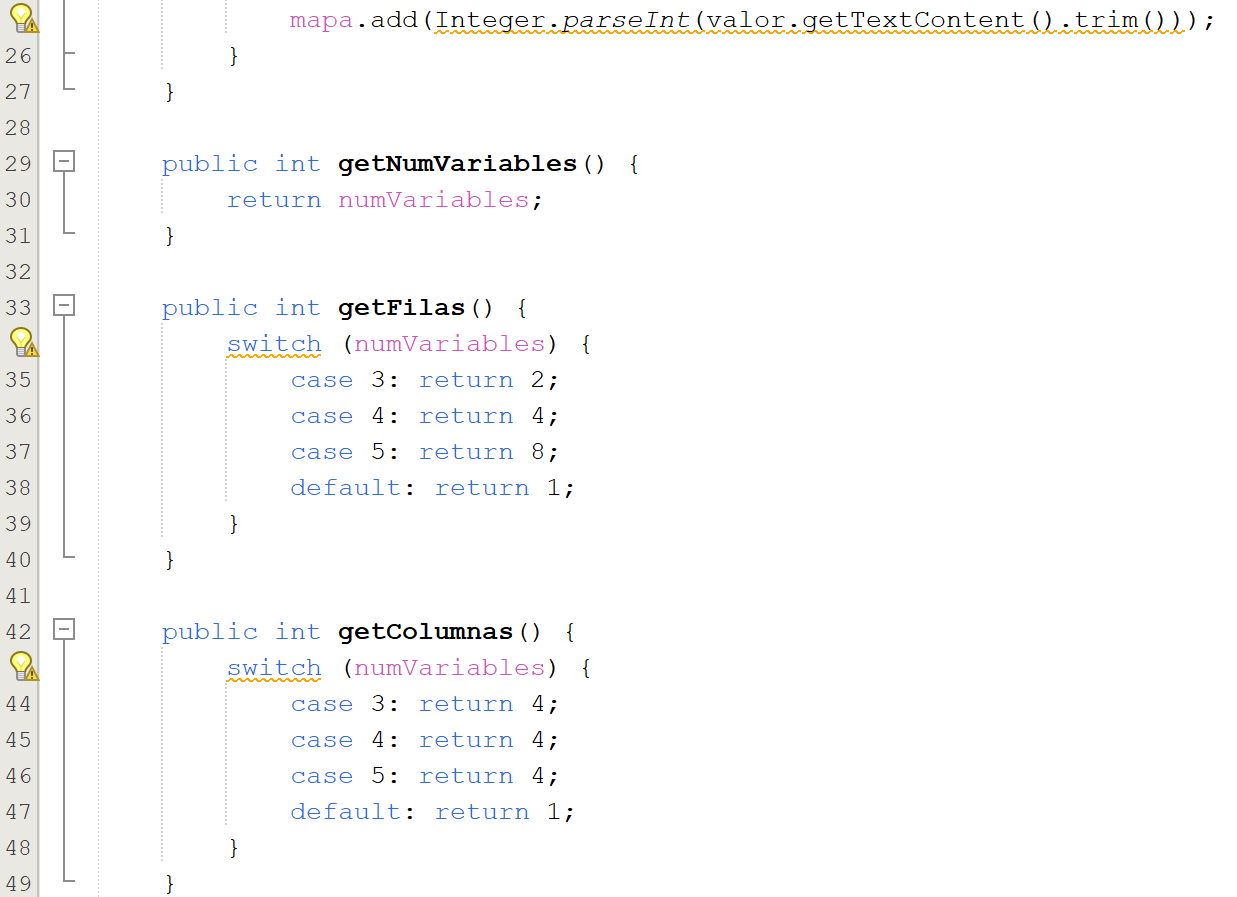 mapa.add(Integer.parseInt(valor.getTextContent().trim()));
26 }
27 }
28
29 public int getNumVariables() {
30 return numVariables;
31 }
32
33 public int getFilas() {
switch (numVariables) {
35 case 3: return 2;
36 case 4: return 4;
37 case 5: return 8;
38 default: return 1;
39 }
40 }
41
42 public int getColumnas() {
switch (numVariables) {
44 case 3: return 4;
45 case 4: return 4;
46 case 5: return 4;
47 default: return 1;
48 }
49 }